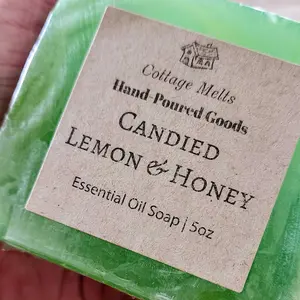 Cottage Melts
Hand-Poured Goods
CANDIED
LEMON & HONEY
Essential Oil Soap | 5oz